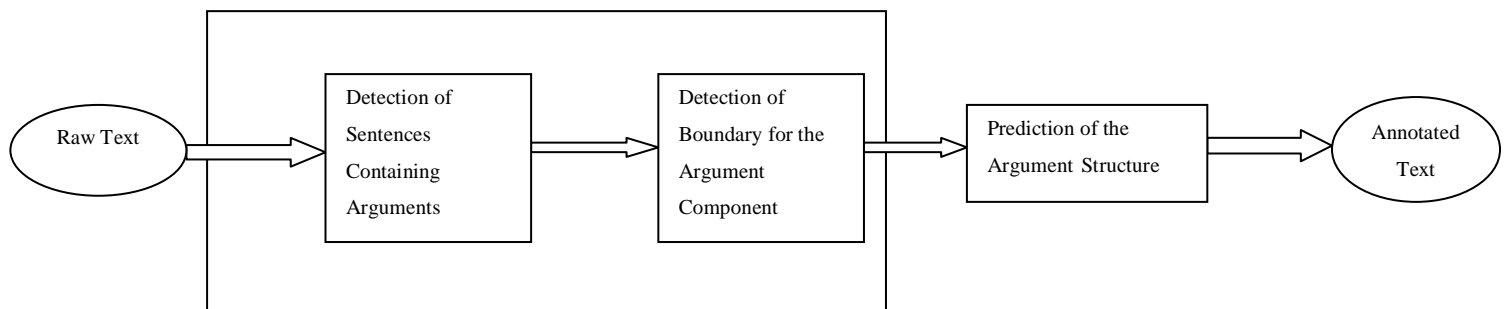 Raw Text
Detection of
Sentences
Containing
Arguments
Detection of
Boundary for the
Argument
Component
Prediction of the
Argument Structure
Annotated
Text